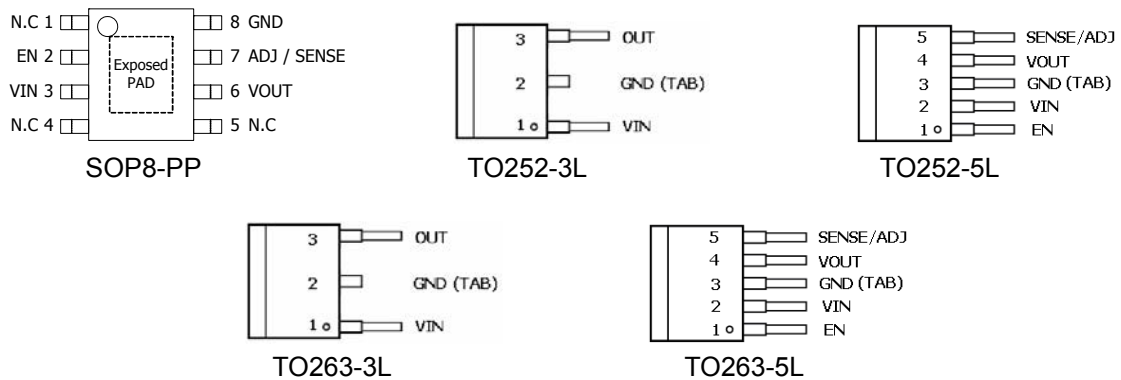 N.C 1
EN 2
VIN 3
N.C 4
Exposed
PAD
8 GND
7 ADJ / SENSE
6 VOUT
5 N.C
SOP8-PP
3 OUT
2 GND (TAB)
1 VIN
TO252-3L
5 SENSE/ADJ
4 VOUT
3 GND (TAB)
2 VIN
1 EN
TO252-5L
3 OUT
2 GND (TAB)
1 VIN
TO263-3L
5 SENSE/ADJ
4 VOUT
3 GND (TAB)
2 VIN
1 EN
TO263-5L